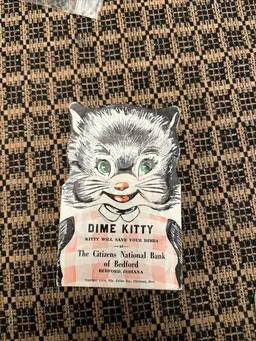 DIME KITTY
KITTY WILL SAVE YOUR DIMES
at
The Citizens National Bank
of Bedford
BEDFORD, INDIANA